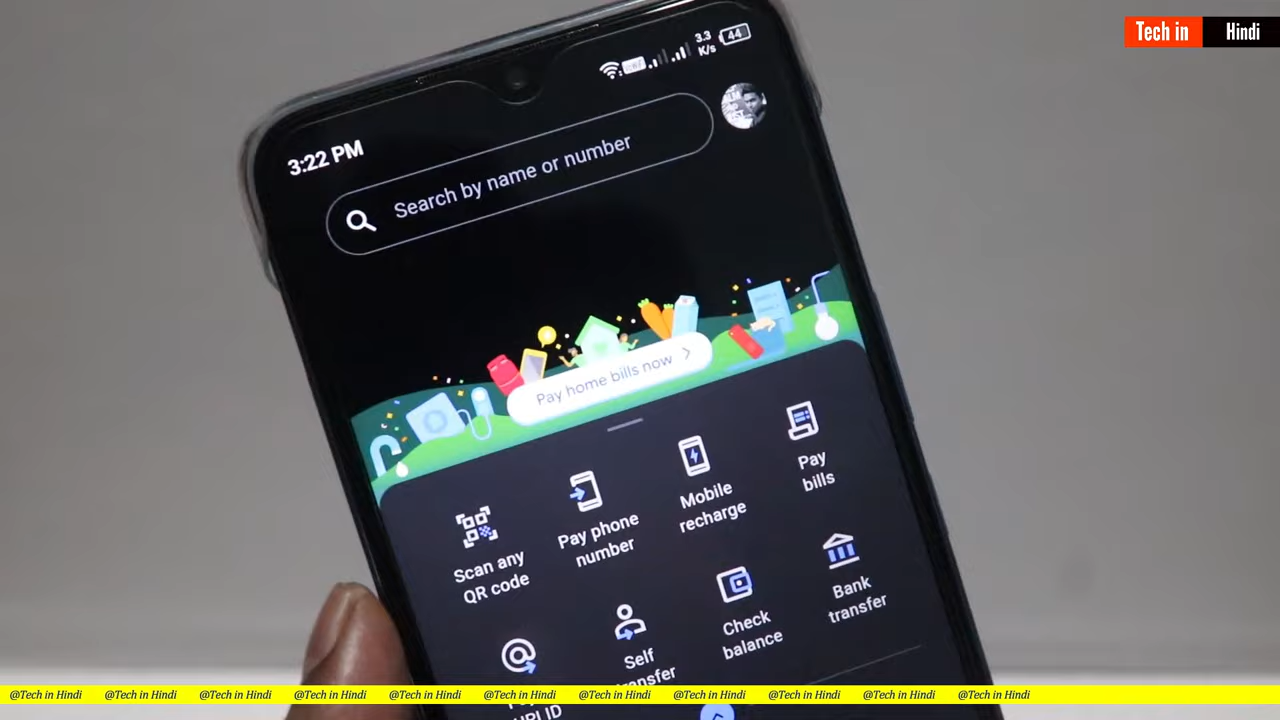 Tech in Hindi
3.3
K/s
44
3:22 PM
Search by name or number
Pay home bills now
Scan any
QR code
Pay phone
number
Mobile
recharge
Pay
bills
Self
Check
balance
Bank
transfer
@Tech in Hindi @Tech in Hindi @Tech in Hindi @Tech in Hindi @Tech in Hindi @Tech in Hindi @Tech in Hindi @Tech in Hindi @Tech in Hindi @Tech in Hindi @Tech in Hindi